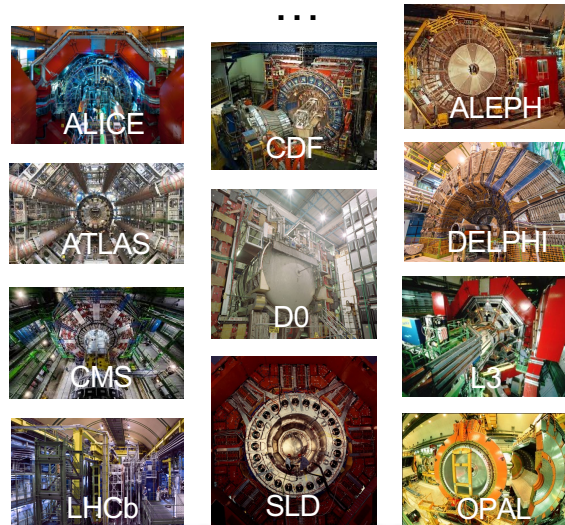 ...
ALICE
ATLAS
CMS
LHCb
CDF
D0
SLD
ALEPH
DELPHI
L3
OPAL